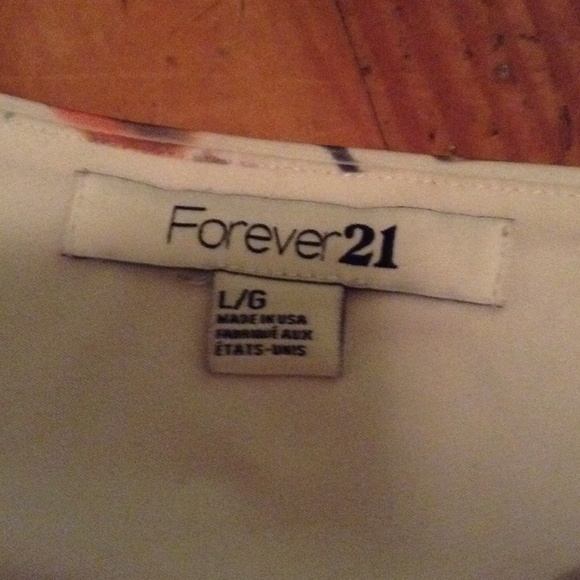 Forever21
L/G
MADE IN USA
FABRIQUÉ AUX
ÉTATS-UNIS